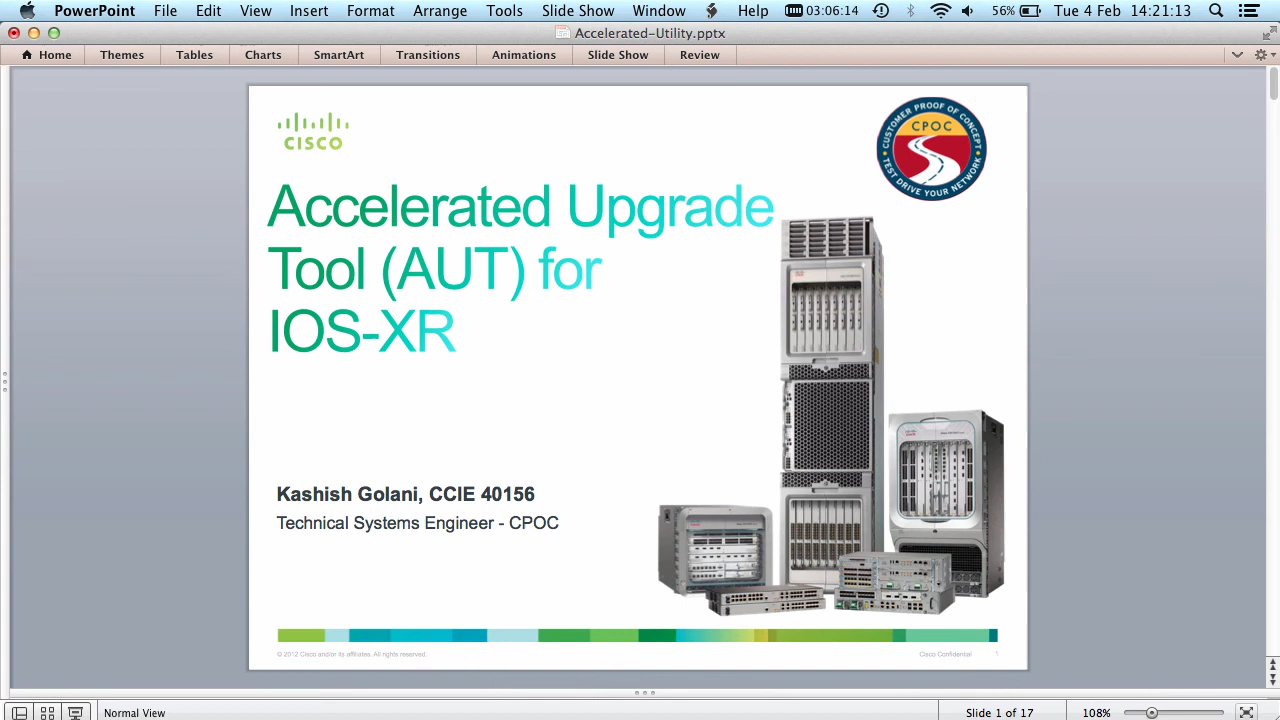 PowerPoint File Edit View Insert Format Arrange Tools Slide Show Window Help 03:06:14 56% Tue 4 Feb 14:21:13
Accelerated-Utility.pptx
Home Themes Tables Charts SmartArt Transitions Animations Slide Show Review
CISCO
CUSTOMER PROOF OF CONCEPT
CPOC
TEST DRIVE YOUR NETWORK
Accelerated Upgrade
Tool (AUT) for
IOS-XR
Kashish Golani, CCIE 40156
Technical Systems Engineer - CPOC
© 2012 Cisco and/or its affiliates. All rights reserved. Cisco Confidential 1
Normal View Slide 1 of 17 108%